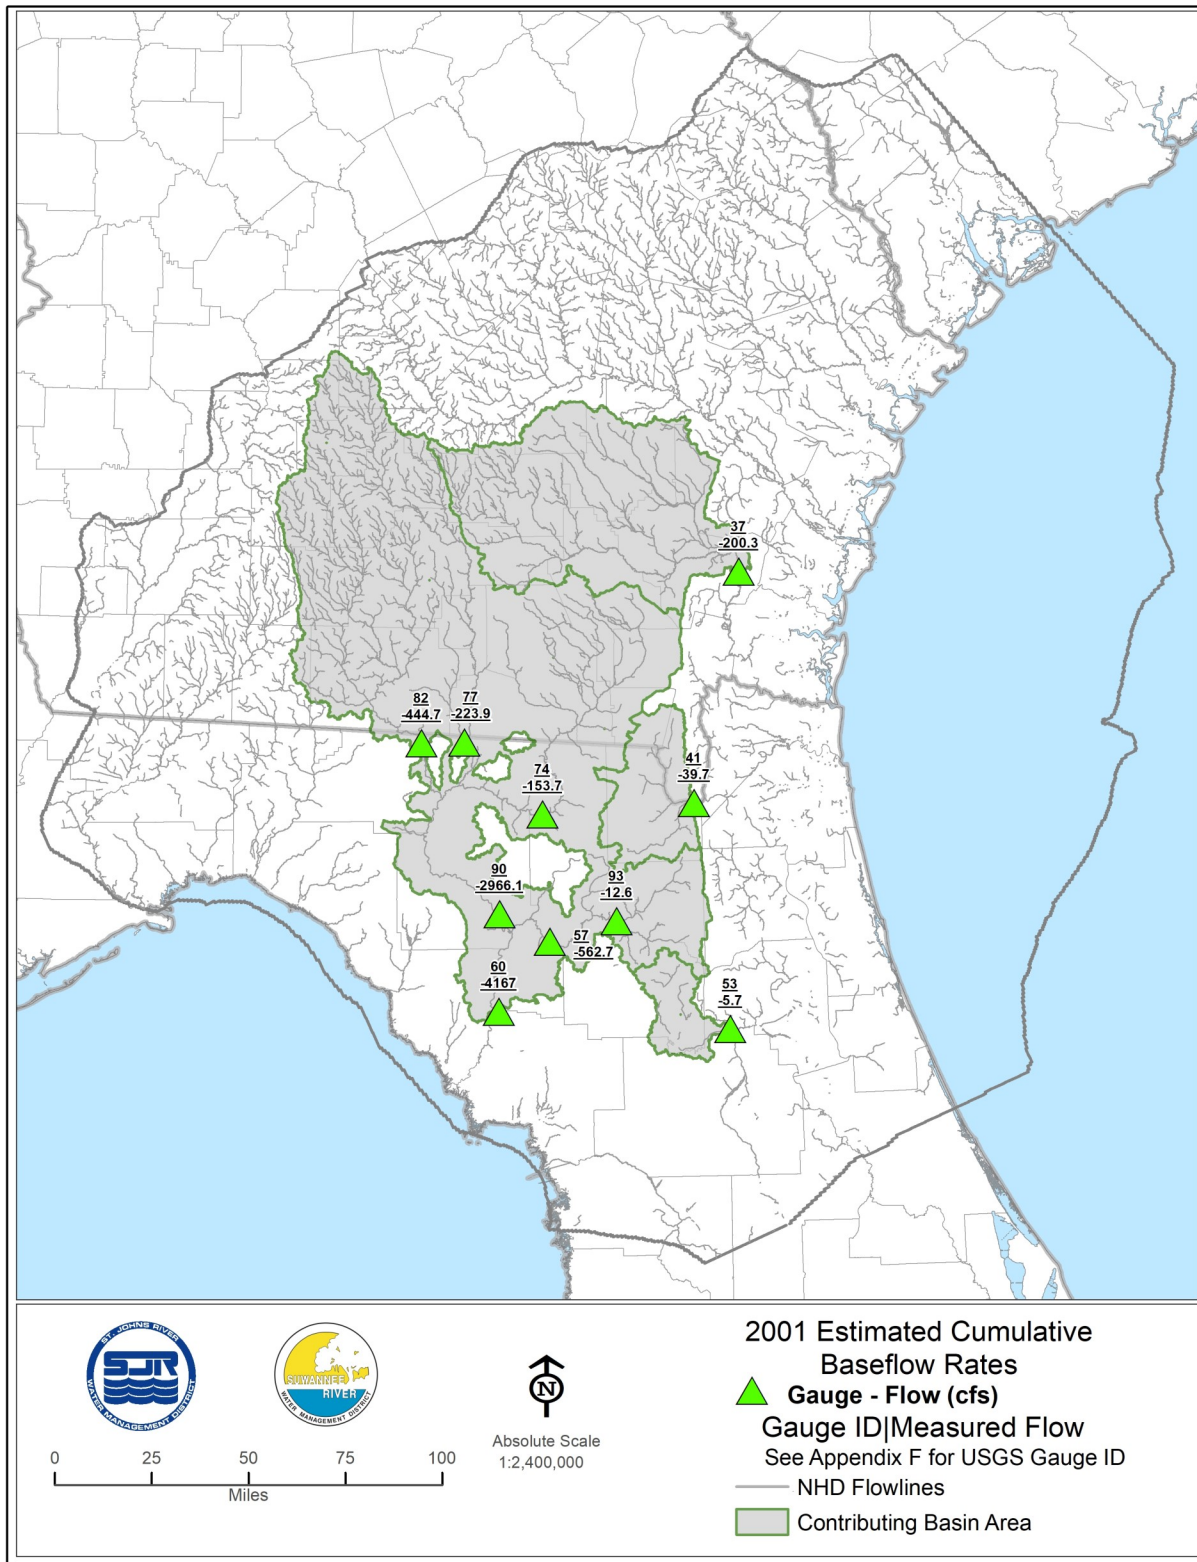 37
-200.3
82
-444.7
77
-223.9
41
-39.7
74
-153.7
90
-2966.1
93
-12.6
57
-562.7
60
-4167
53
-5.7
ST. JOHNS RIVER
SJR
WATER MANAGEMENT DISTRICT
SUWANNEE
RIVER
WATER MANAGEMENT DISTRICT
N
Absolute Scale
1:2,400,000
0 25 50 75 100
Miles
2001 Estimated Cumulative
Baseflow Rates
Gauge - Flow (cfs)
Gauge ID|Measured Flow
See Appendix F for USGS Gauge ID
NHD Flowlines
Contributing Basin Area